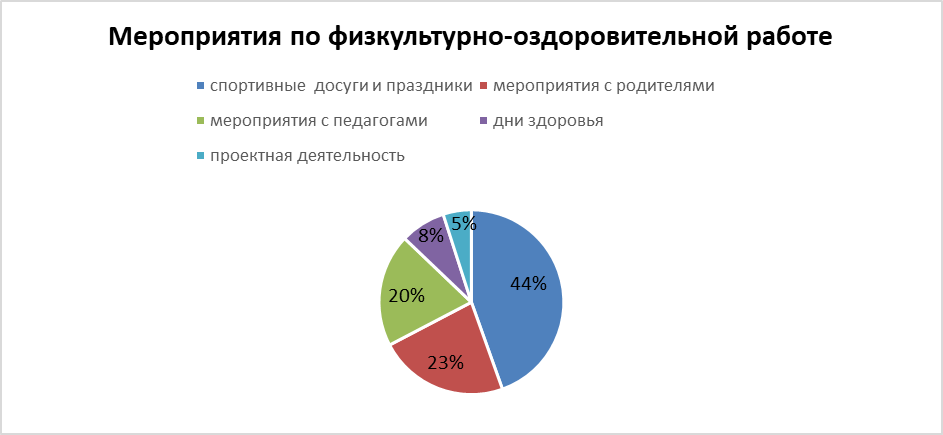 Мероприятия по физкультурно-оздоровительной работе
спортивные  досуги и праздники
мероприятия с родителями
мероприятия с педагогами
дни здоровья
проектная деятельность
5%
8%
44%
20%
23%